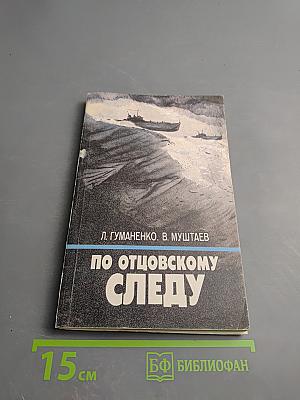 Л. ГУМАНЕНКО. В. МУШТАЕВ
ПО ОТЦОВСКОМУ
СЛЕДУ
15 см
БФ БИБЛИОФАН